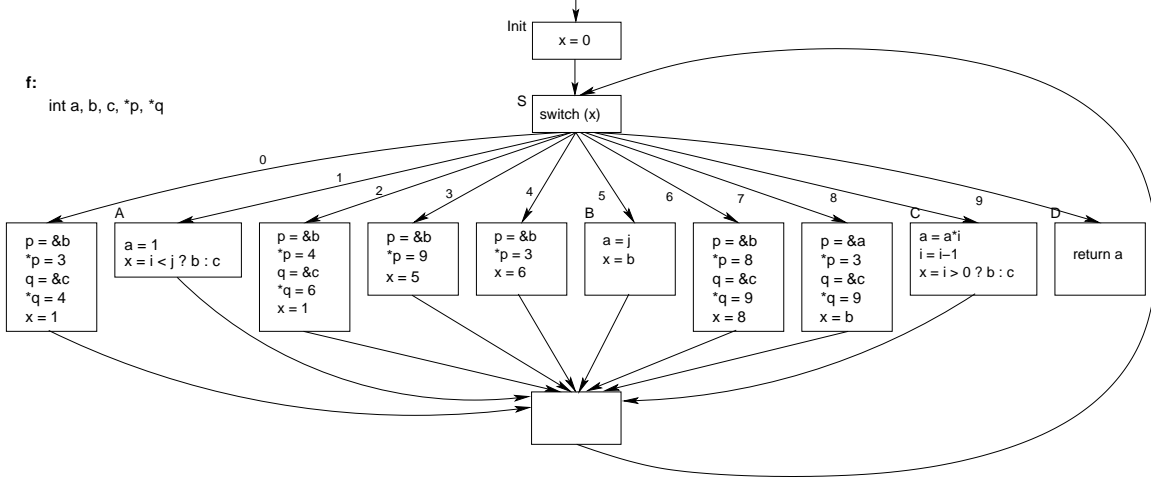 Init
x = 0
f:
int a, b, c, *p, *q
S
switch (x)
0
1
2
3
4
5
6
7
8
9
p = &b
*p = 3
q = &c
*q = 4
x = 1
A
a = 1
x = i < j ? b : c
p = &b
*p = 4
q = &c
*q = 6
x = 1
p = &b
*p = 9
x = 5
p = &b
*p = 3
x = 6
B
a = j
x = b
p = &b
*p = 8
q = &c
*q = 9
x = 8
p = &a
*p = 3
q = &c
*q = 9
x = b
C
a = a*i
i = i–1
x = i > 0 ? b : c
D
return a